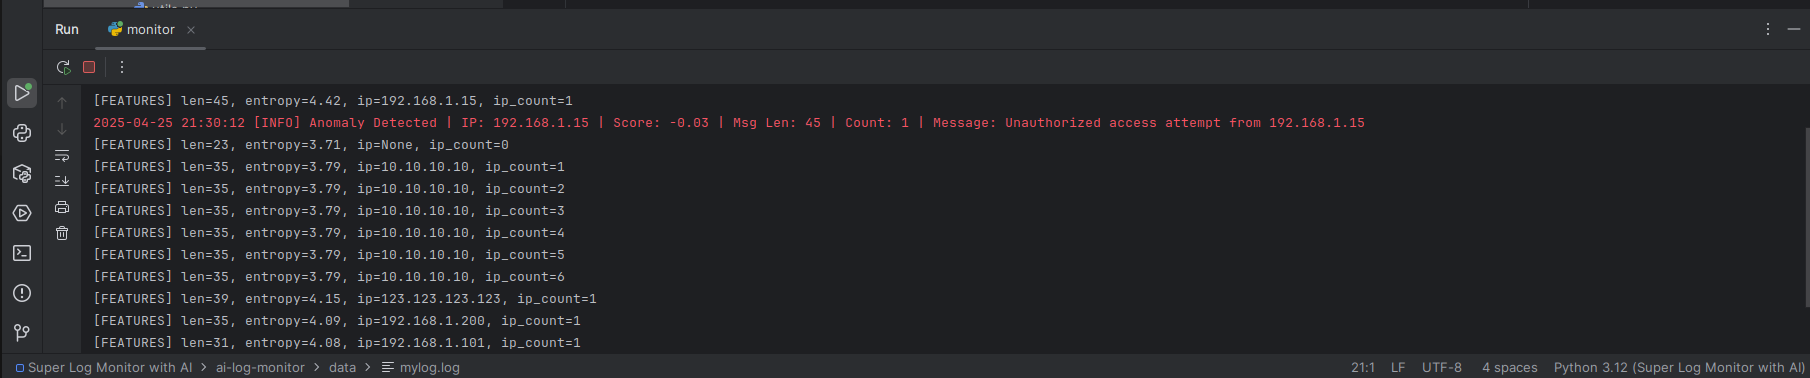 utils.py
Run monitor
[FEATURES] len=45, entropy=4.42, ip=192.168.1.15, ip_count=1
2025-04-25 21:30:12 [INFO] Anomaly Detected | IP: 192.168.1.15 | Score: -0.03 | Msg Len: 45 | Count: 1 | Message: Unauthorized access attempt from 192.168.1.15
[FEATURES] len=23, entropy=3.71, ip=None, ip_count=0
[FEATURES] len=35, entropy=3.79, ip=10.10.10.10, ip_count=1
[FEATURES] len=35, entropy=3.79, ip=10.10.10.10, ip_count=2
[FEATURES] len=35, entropy=3.79, ip=10.10.10.10, ip_count=3
[FEATURES] len=35, entropy=3.79, ip=10.10.10.10, ip_count=4
[FEATURES] len=35, entropy=3.79, ip=10.10.10.10, ip_count=5
[FEATURES] len=35, entropy=3.79, ip=10.10.10.10, ip_count=6
[FEATURES] len=39, entropy=4.15, ip=123.123.123.123, ip_count=1
[FEATURES] len=35, entropy=4.09, ip=192.168.1.200, ip_count=1
[FEATURES] len=31, entropy=4.08, ip=192.168.1.101, ip_count=1
Super Log Monitor with AI > ai-log-monitor > data > mylog.log 21:1 LF UTF-8 4 spaces Python 3.12 (Super Log Monitor with AI)